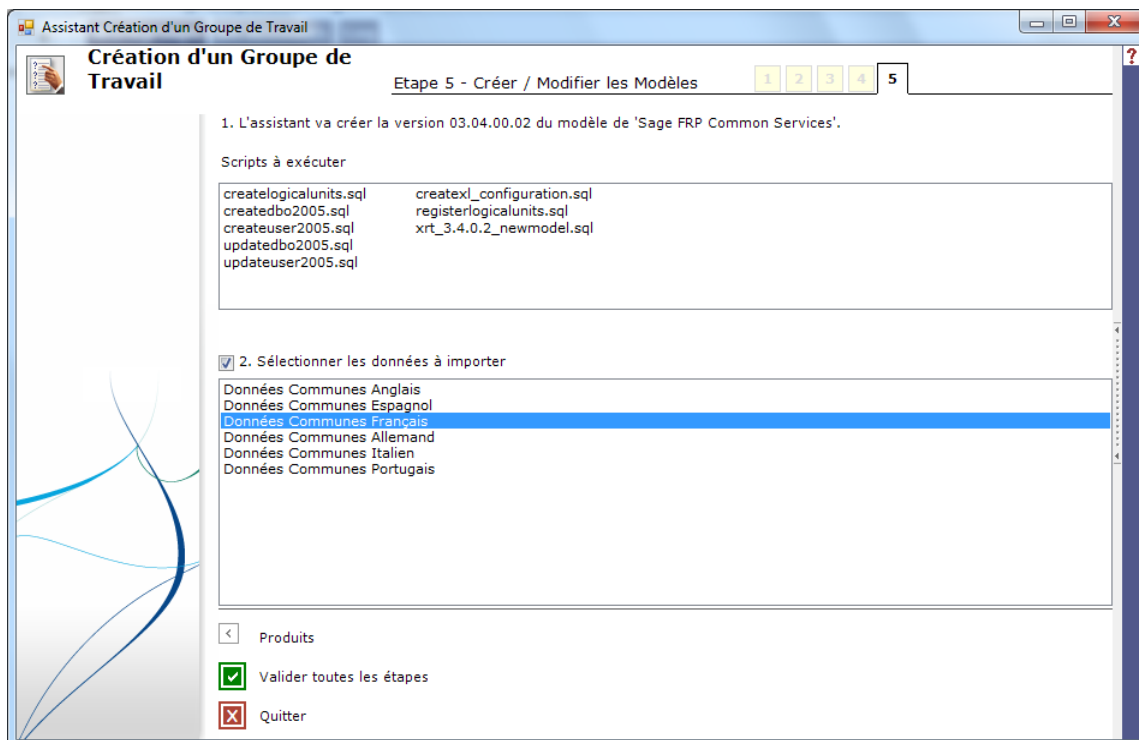 Assistant Création d'un Groupe de Travail
?
Création d'un Groupe de
Travail
Etape 5 - Créer / Modifier les Modèles
1 2 3 4 5
1. L'assistant va créer la version 03.04.00.02 du modèle de 'Sage FRP Common Services'.
Scripts à exécuter
createlogicalunits.sql createxl_configuration.sql
createdbo2005.sql registerlogicalunits.sql
createuser2005.sql xrt_3.4.0.2_newmodel.sql
updatedbo2005.sql
updateuser2005.sql
2. Sélectionner les données à importer
Données Communes Anglais
Données Communes Espagnol
Données Communes Français
Données Communes Allemand
Données Communes Italien
Données Communes Portugais
< Produits
Valider toutes les étapes
Quitter